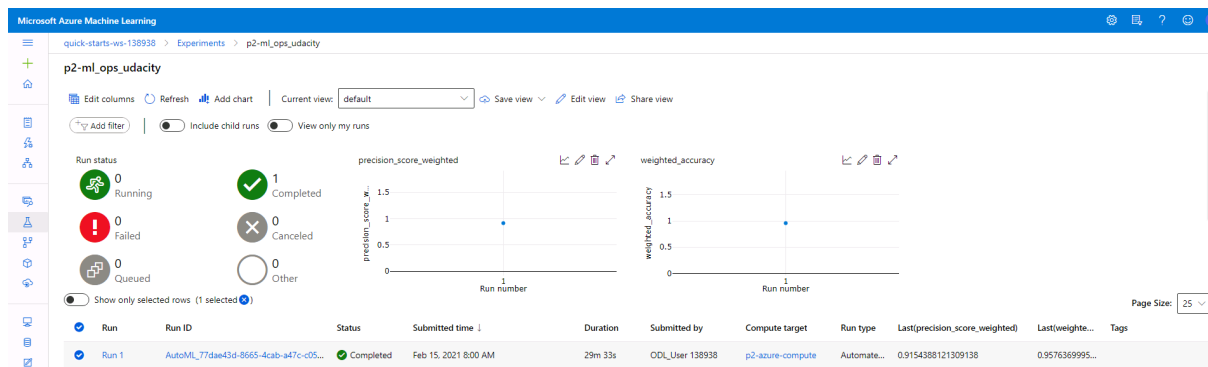 Microsoft Azure Machine Learning
quick-starts-ws-138938 > Experiments > p2-ml_ops_udacity
p2-ml_ops_udacity
Edit columns Refresh Add chart Current view: default Save view Edit view Share view
Add filter Include child runs View only my runs
Run status
0 Running
1 Completed
0 Failed
0 Canceled
0 Queued
0 Other
precision_score_weighted
precision_score_w...
1.5
1
0.5
0
1
Run number
weighted_accuracy
weighted_accuracy
1.5
1
0.5
0
1
Run number
Show only selected rows (1 selected)
Page Size: 25
Run Run ID Status Submitted time ↓ Duration Submitted by Compute target Run type Last(precision_score_weighted) Last(weighte... Tags
Run 1 AutoML_77dae43d-8665-4cab-a47c-c05... Completed Feb 15, 2021 8:00 AM 29m 33s ODL_User 138938 p2-azure-compute Automate... 0.9154388121309138 0.9576369995...